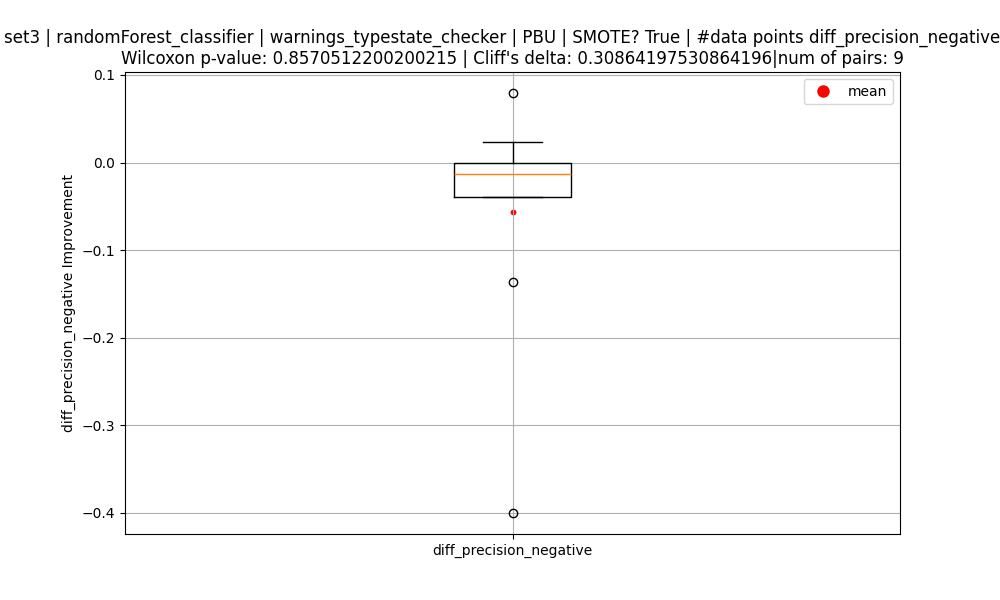 set3 | randomForest_classifier | warnings_typestate_checker | PBU | SMOTE? True | #data points diff_precision_negative
Wilcoxon p-value: 0.8570512200200215 | Cliff's delta: 0.30864197530864196|num of pairs: 9
mean
0.1
0.0
−0.1
−0.2
−0.3
−0.4
diff_precision_negative Improvement
diff_precision_negative